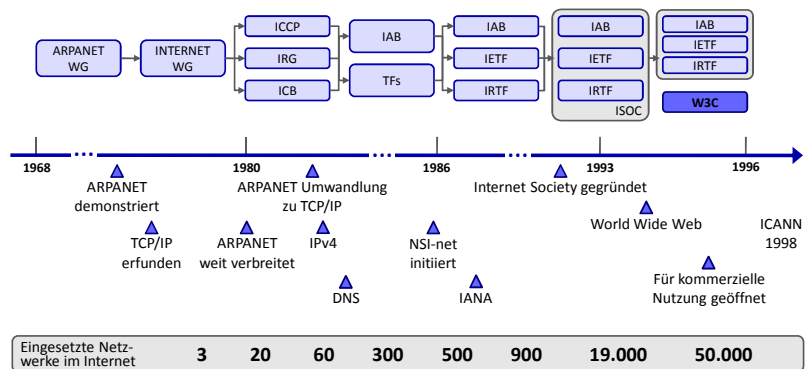 ARPANET
WG
INTERNET
WG
ICCP
IRG
ICB
IAB
TFs
IAB
IETF
IRTF
IAB
IETF
IRTF
ISOC
IAB
IETF
IRTF
W3C
1968
1980
1986
1993
1996
ARPANET
demonstriert
ARPANET Umwandlung
zu TCP/IP
Internet Society gegründet
TCP/IP
erfunden
ARPANET
weit verbreitet
IPv4
NSI-net
initiiert
World Wide Web
ICANN
1998
DNS
IANA
Für kommerzielle
Nutzung geöffnet
Eingesetzte Netz-
werke im Internet
3 20 60 300 500 900 19.000 50.000